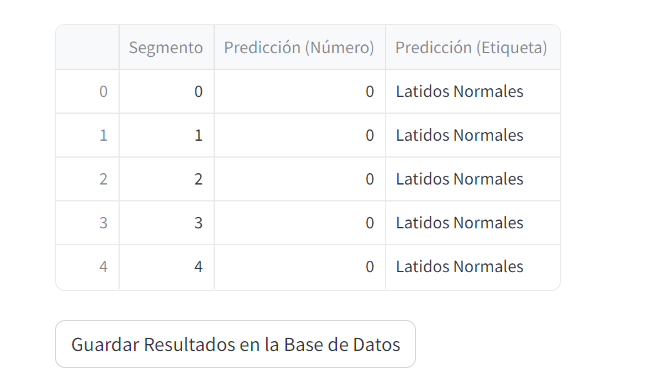 Segmento Predicción (Número) Predicción (Etiqueta)
0 0 0 Latidos Normales
1 1 0 Latidos Normales
2 2 0 Latidos Normales
3 3 0 Latidos Normales
4 4 0 Latidos Normales
Guardar Resultados en la Base de Datos